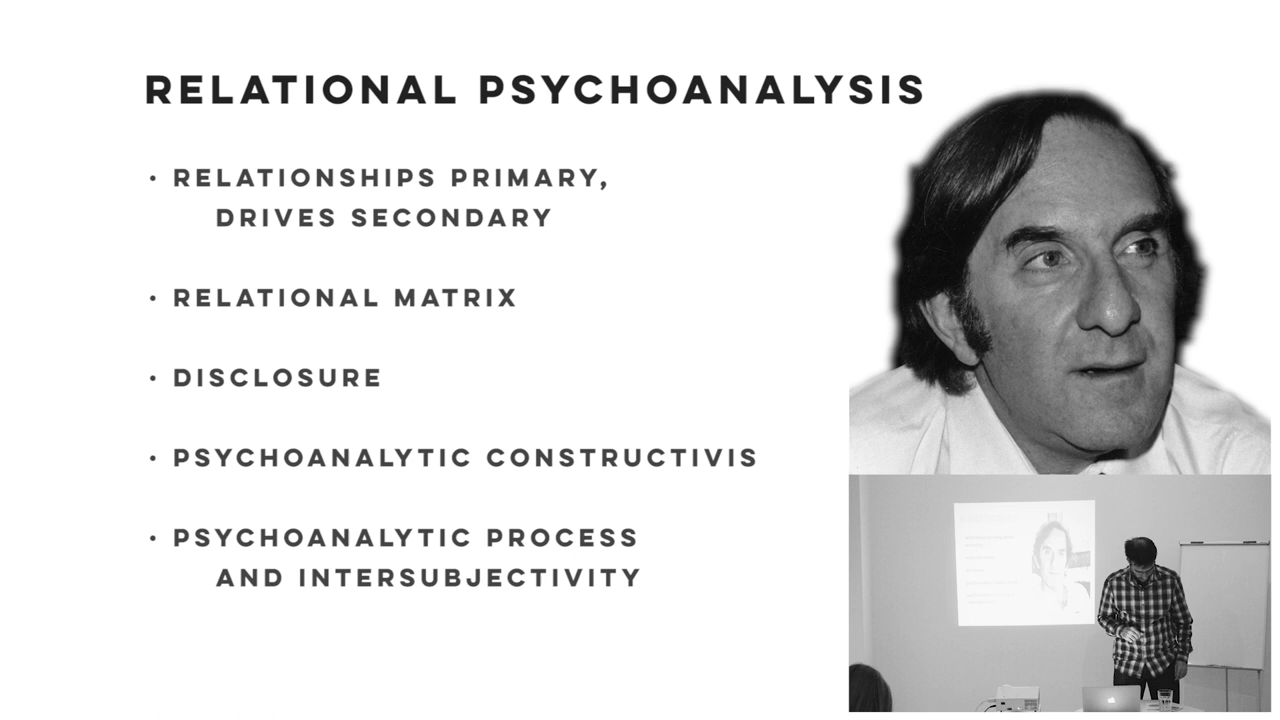 RELATIONAL PSYCHOANALYSIS
• RELATIONSHIPS PRIMARY,
DRIVES SECONDARY
• RELATIONAL MATRIX
• DISCLOSURE
• PSYCHOANALYTIC CONSTRUCTIVIS
• PSYCHOANALYTIC PROCESS
AND INTERSUBJECTIVITY